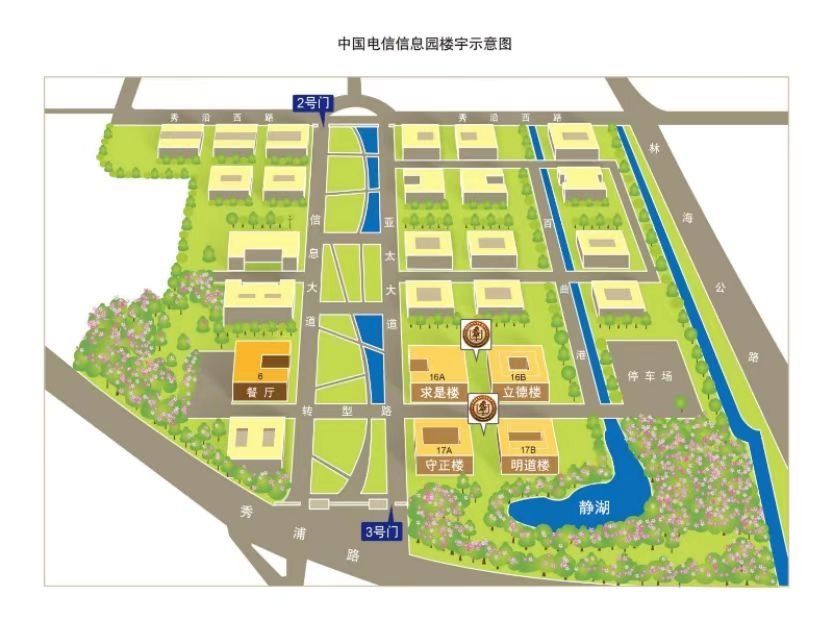 中国电信信息园楼宇示意图
2号门
秀沿西路
秀沿西路
林海公路
信息大道
亚太大道
百曲港
6
餐厅
16A
求是楼
16B
立德楼
停车场
转型路
17A
守正楼
17B
明道楼
静湖
3号门
秀浦路